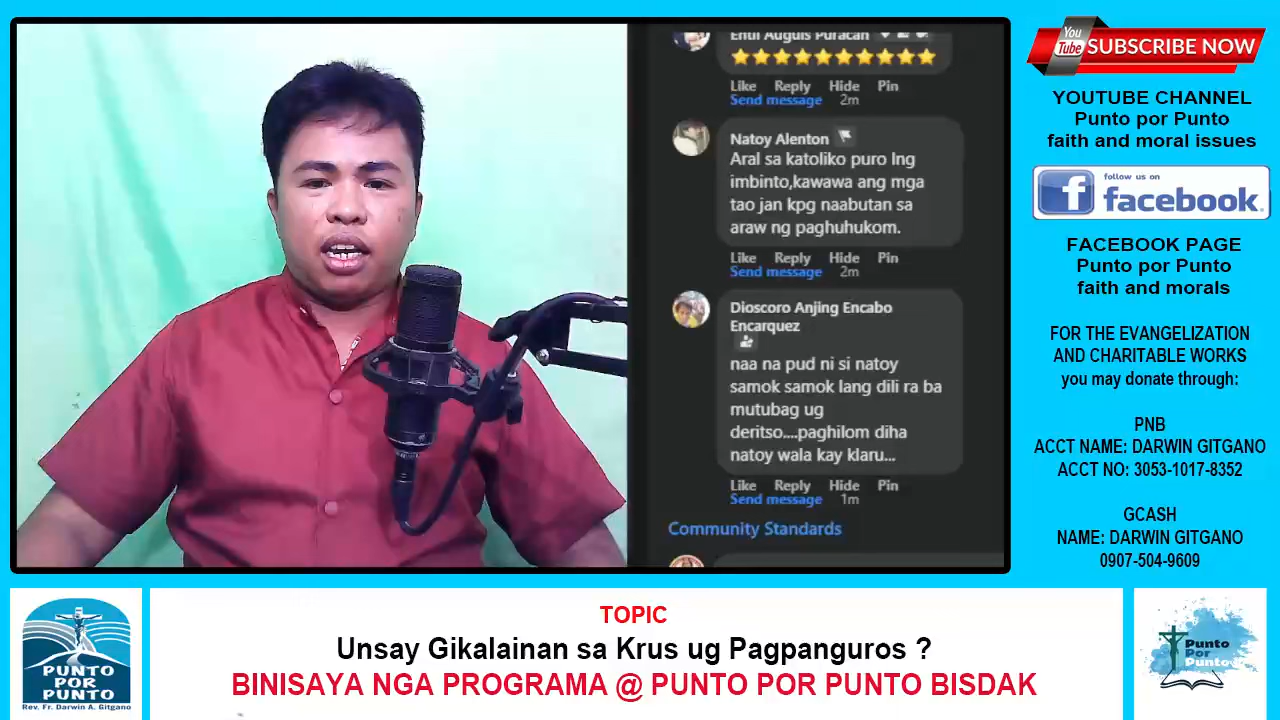 Entil Auguis Puracan
Like Reply Hide Pin
Send message 2m
Natoy Alenton
Aral sa katoliko puro lng
imbinto,kawawa ang mga
tao jan kpg naabutan sa
araw ng paghuhukom.
Like Reply Hide Pin
Send message 2m
Dioscoro Anjing Encabo
Encarquez
naa na pud ni si natoy
samok samok lang dili ra ba
mutubag ug
deritso....paghilom diha
natoy wala kay klaru...
Like Reply Hide Pin
Send message 1m
Community Standards
You
Tube SUBSCRIBE NOW
YOUTUBE CHANNEL
Punto por Punto
faith and moral issues
follow us on
facebook.
FACEBOOK PAGE
Punto por Punto
faith and morals
FOR THE EVANGELIZATION
AND CHARITABLE WORKS
you may donate through:
PNB
ACCT NAME: DARWIN GITGANO
ACCT NO: 3053-1017-8352
GCASH
NAME: DARWIN GITGANO
0907-504-9609
PUNTO
POR
PUNTO
Rev. Fr. Darwin A. Gitgano
TOPIC
Unsay Gikalainan sa Krus ug Pagpanguros ?
BINISAYA NGA PROGRAMA @ PUNTO POR PUNTO BISDAK
Punto
Por
Punto